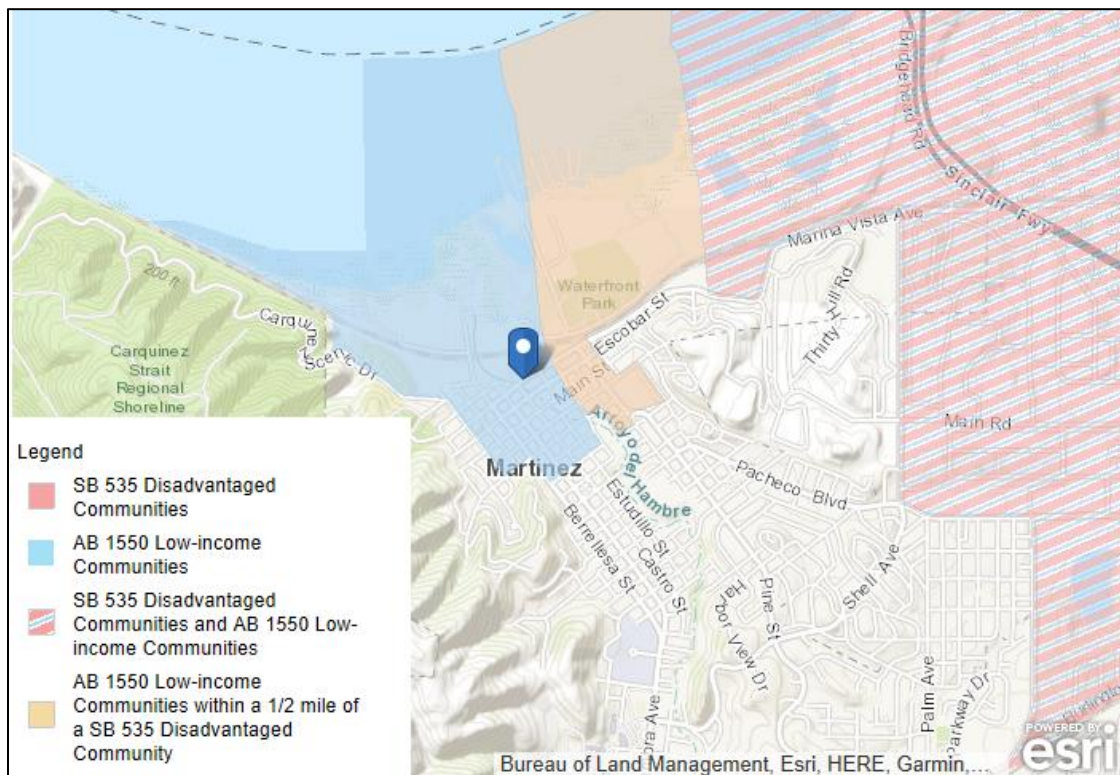 Bridgehead Rd
Sinclair Fwy
Marina Vista Ave
200 ft
Waterfront
Park
Escobar St
Thirty Hill Rd
Scenic Dr
Carquinez
Strait
Regional
Shoreline
Main St
Main Rd
Arroyo del Hambre
Martinez
Pacheco Blvd
Estudillo St
Berrellesa St
Castro St
Shell Ave
Pine St
Harbor View Dr
Palm Ave
Parkway Dr
Legend
SB 535 Disadvantaged
Communities
AB 1550 Low-income
Communities
SB 535 Disadvantaged
Communities and AB 1550 Low-
income Communities
AB 1550 Low-income
Communities within a 1/2 mile of
a SB 535 Disadvantaged
Community
POWERED BY
esri
Bureau of Land Management, Esri, HERE, Garmin,...